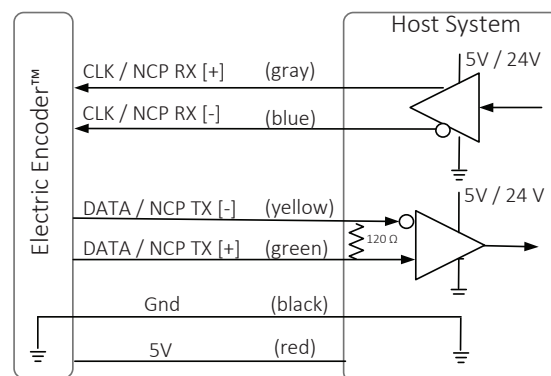 Host System
5V / 24V
CLK / NCP RX [+] (gray)
CLK / NCP RX [-] (blue)
Electric Encoder™
5V / 24 V
DATA / NCP TX [-] (yellow)
120 Ω
DATA / NCP TX [+] (green)
Gnd (black)
5V (red)